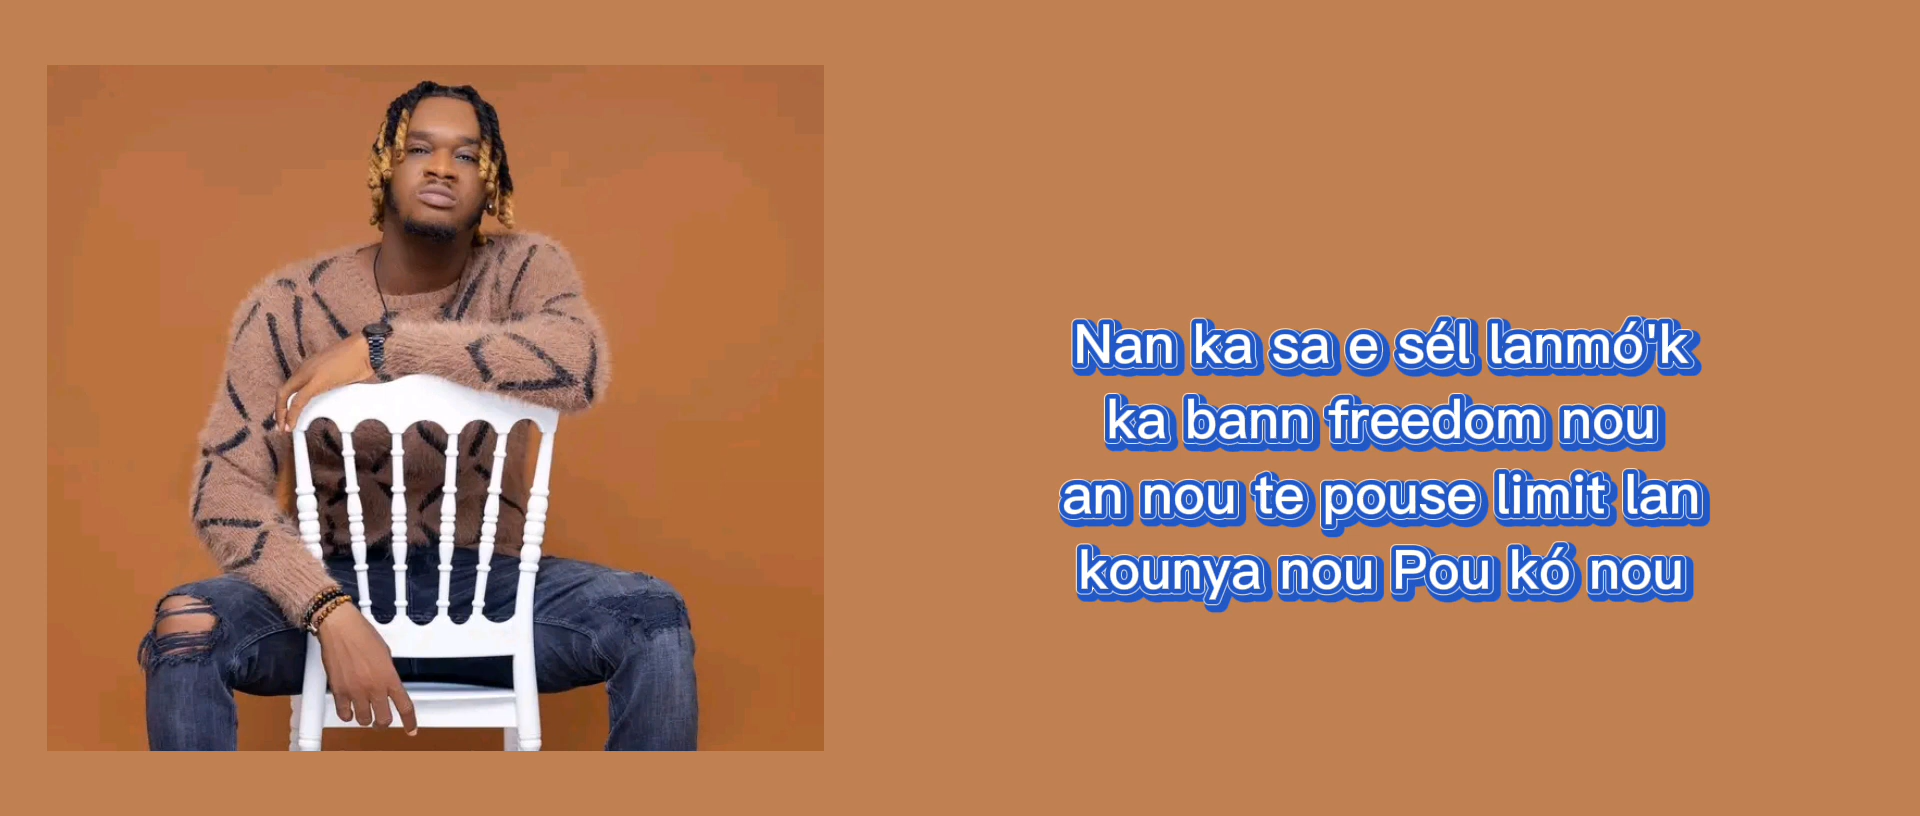 Nan ka sa e sél lanmó'k
ka bann freedom nou
an nou te pouse limit lan
kounya nou Pou kó nou